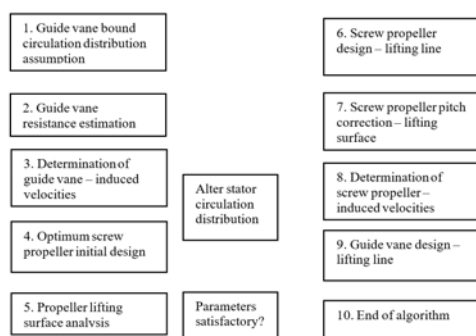 1. Guide vane bound
circulation distribution
assumption
2. Guide vane
resistance estimation
3. Determination of
guide vane – induced
velocities
4. Optimum screw
propeller initial design
5. Propeller lifting
surface analysis
Alter stator
circulation
distribution
Parameters
satisfactory?
6. Screw propeller
design – lifting line
7. Screw propeller pitch
correction – lifting
surface
8. Determination of
screw propeller –
induced velocities
9. Guide vane design –
lifting line
10. End of algorithm